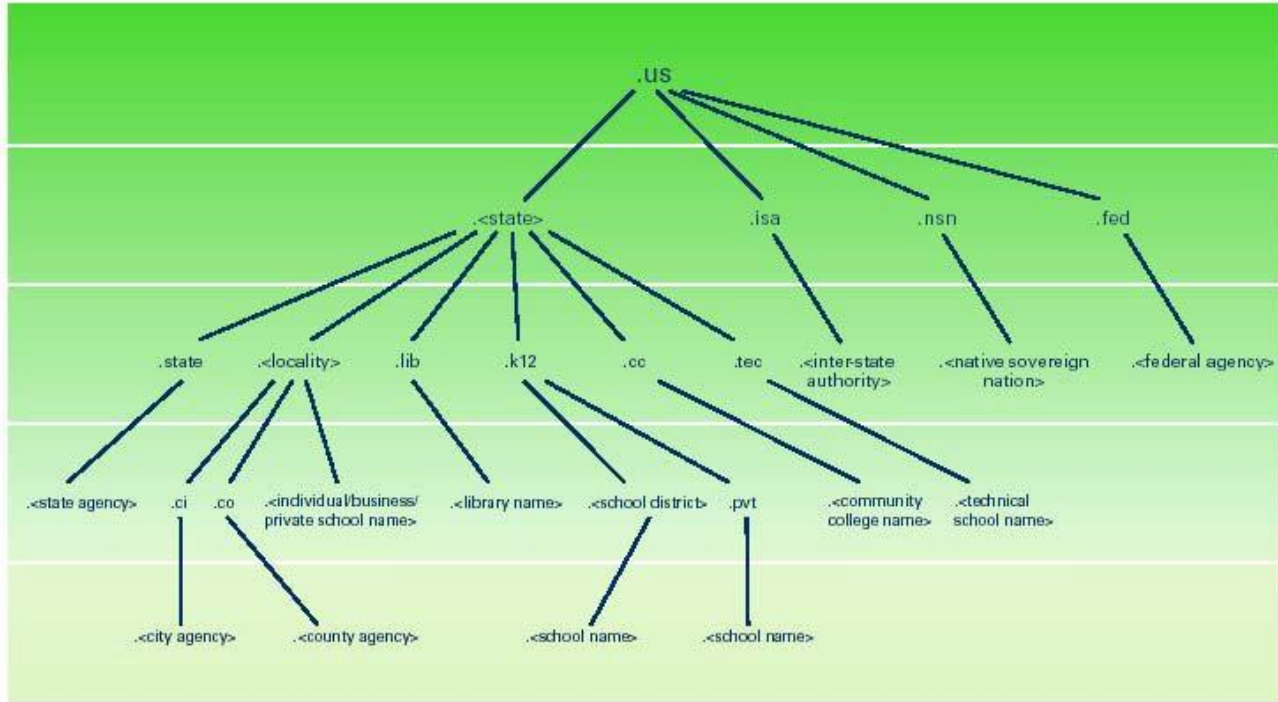 .us
.<state> .isa .nsn .fed
.state .<locality> .lib .k12 .cc .tec .<inter-state authority> .<native sovereign nation> .<federal agency>
.<state agency> .ci .co .<individual/business/ private school name> .<library name> .<school district> .pvt .<community college name> .<technical school name>
.<city agency> .<county agency> .<school name> .<school name>